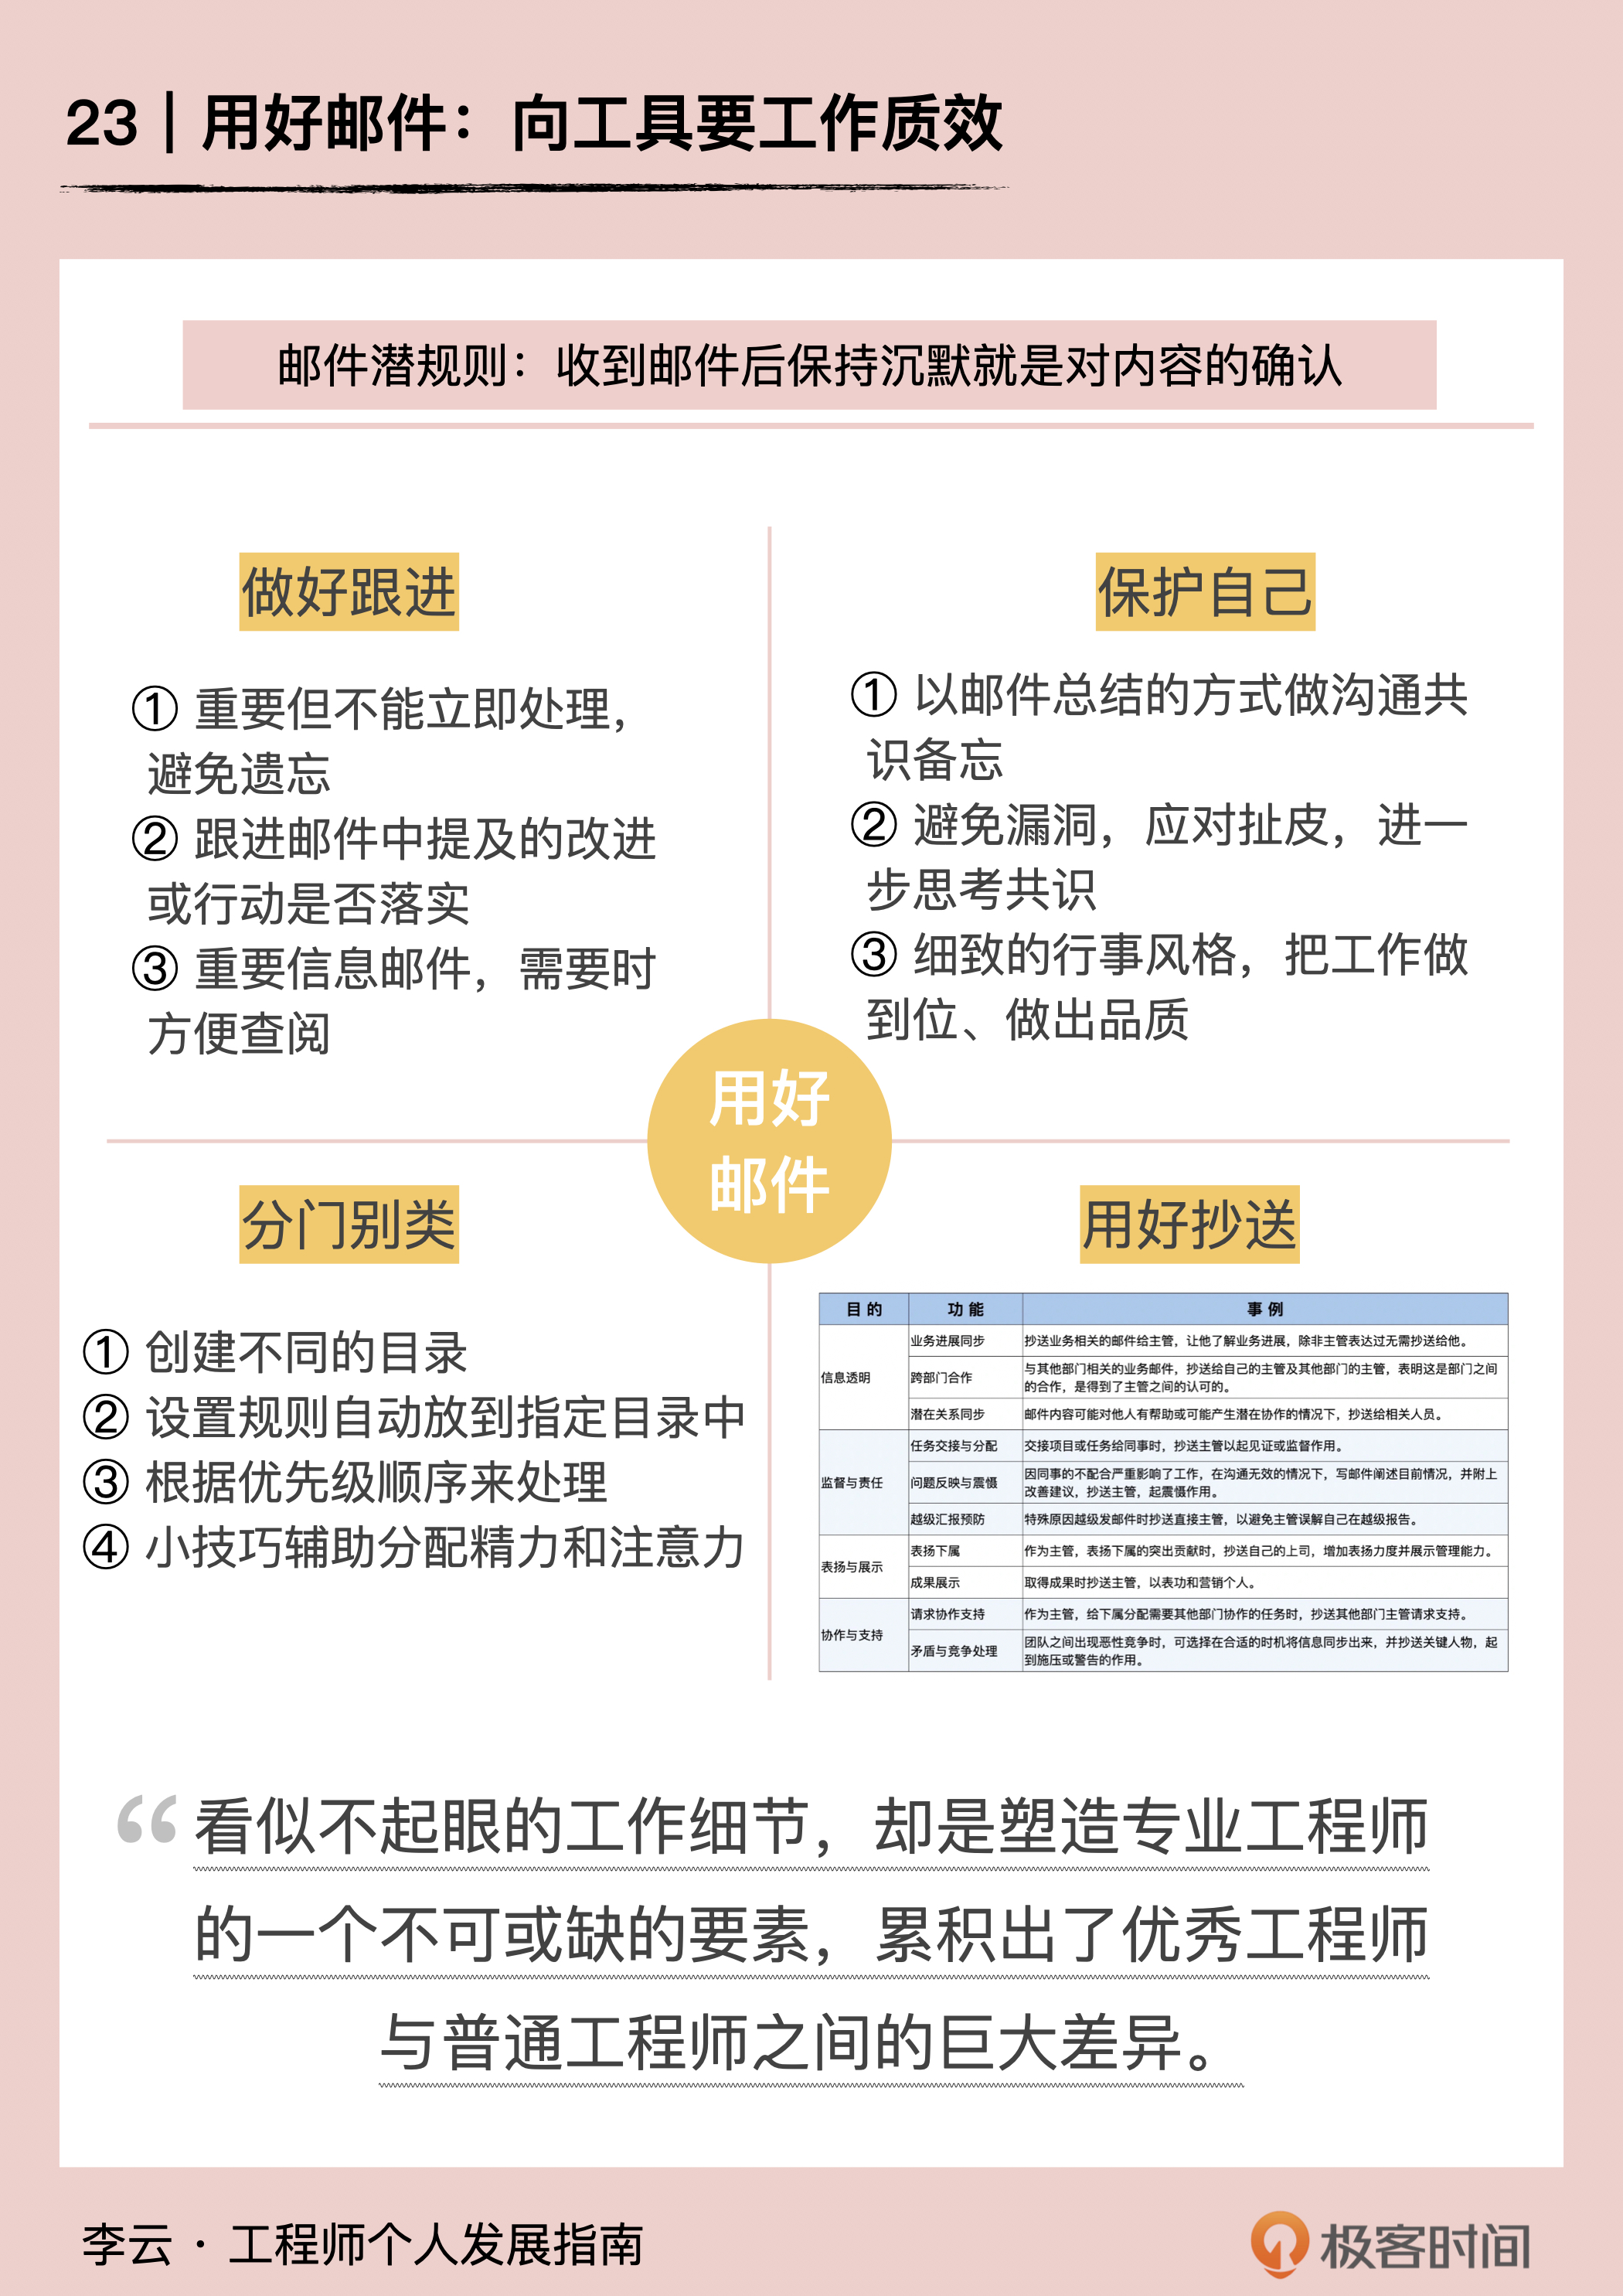 23｜用好邮件：向工具要工作质效
邮件潜规则：收到邮件后保持沉默就是对内容的确认
做好跟进
① 重要但不能立即处理，
避免遗忘
② 跟进邮件中提及的改进
或行动是否落实
③ 重要信息邮件，需要时
方便查阅
保护自己
① 以邮件总结的方式做沟通共
识备忘
② 避免漏洞，应对扯皮，进一
步思考共识
③ 细致的行事风格，把工作做
到位、做出品质
用好
邮件
分门别类
① 创建不同的目录
② 设置规则自动放到指定目录中
③ 根据优先级顺序来处理
④ 小技巧辅助分配精力和注意力
用好抄送
目的 功能 事例
信息透明
业务进展同步 抄送业务相关的邮件给主管，让他了解业务进展，除非主管表达过无需抄送给他。
跨部门合作 与其他部门相关的业务邮件，抄送给自己的主管及其他部门的主管，表明这是部门之间
的合作，是得到了主管之间的认可的。
潜在关系同步 邮件内容可能对他人有帮助或可能产生潜在协作的情况下，抄送给相关人员。
监督与责任
任务交接与分配 交接项目或任务给同事时，抄送主管以起见证或监督作用。
问题反映与震慑 因同事的不配合严重影响了工作，在沟通无效的情况下，写邮件阐述目前情况，并附上
改善建议，抄送主管，起震慑作用。
越级汇报预防 特殊原因越级发邮件时抄送直接主管，以避免主管误解自己在越级报告。
表扬与展示
表扬下属 作为主管，表扬下属的突出贡献时，抄送自己的上司，增加表扬力度并展示管理能力。
成果展示 取得成果时抄送主管，以表功和营销个人。
协作与支持
请求协作支持 作为主管，给下属分配需要其他部门协作的任务时，抄送其他部门主管请求支持。
矛盾与竞争处理 团队之间出现恶性竞争时，可选择在合适的时机将信息同步出来，并抄送关键人物，起
到施压或警告的作用。
“看似不起眼的工作细节，却是塑造专业工程师
的一个不可或缺的要素，累积出了优秀工程师
与普通工程师之间的巨大差异。
李云 · 工程师个人发展指南
极客时间